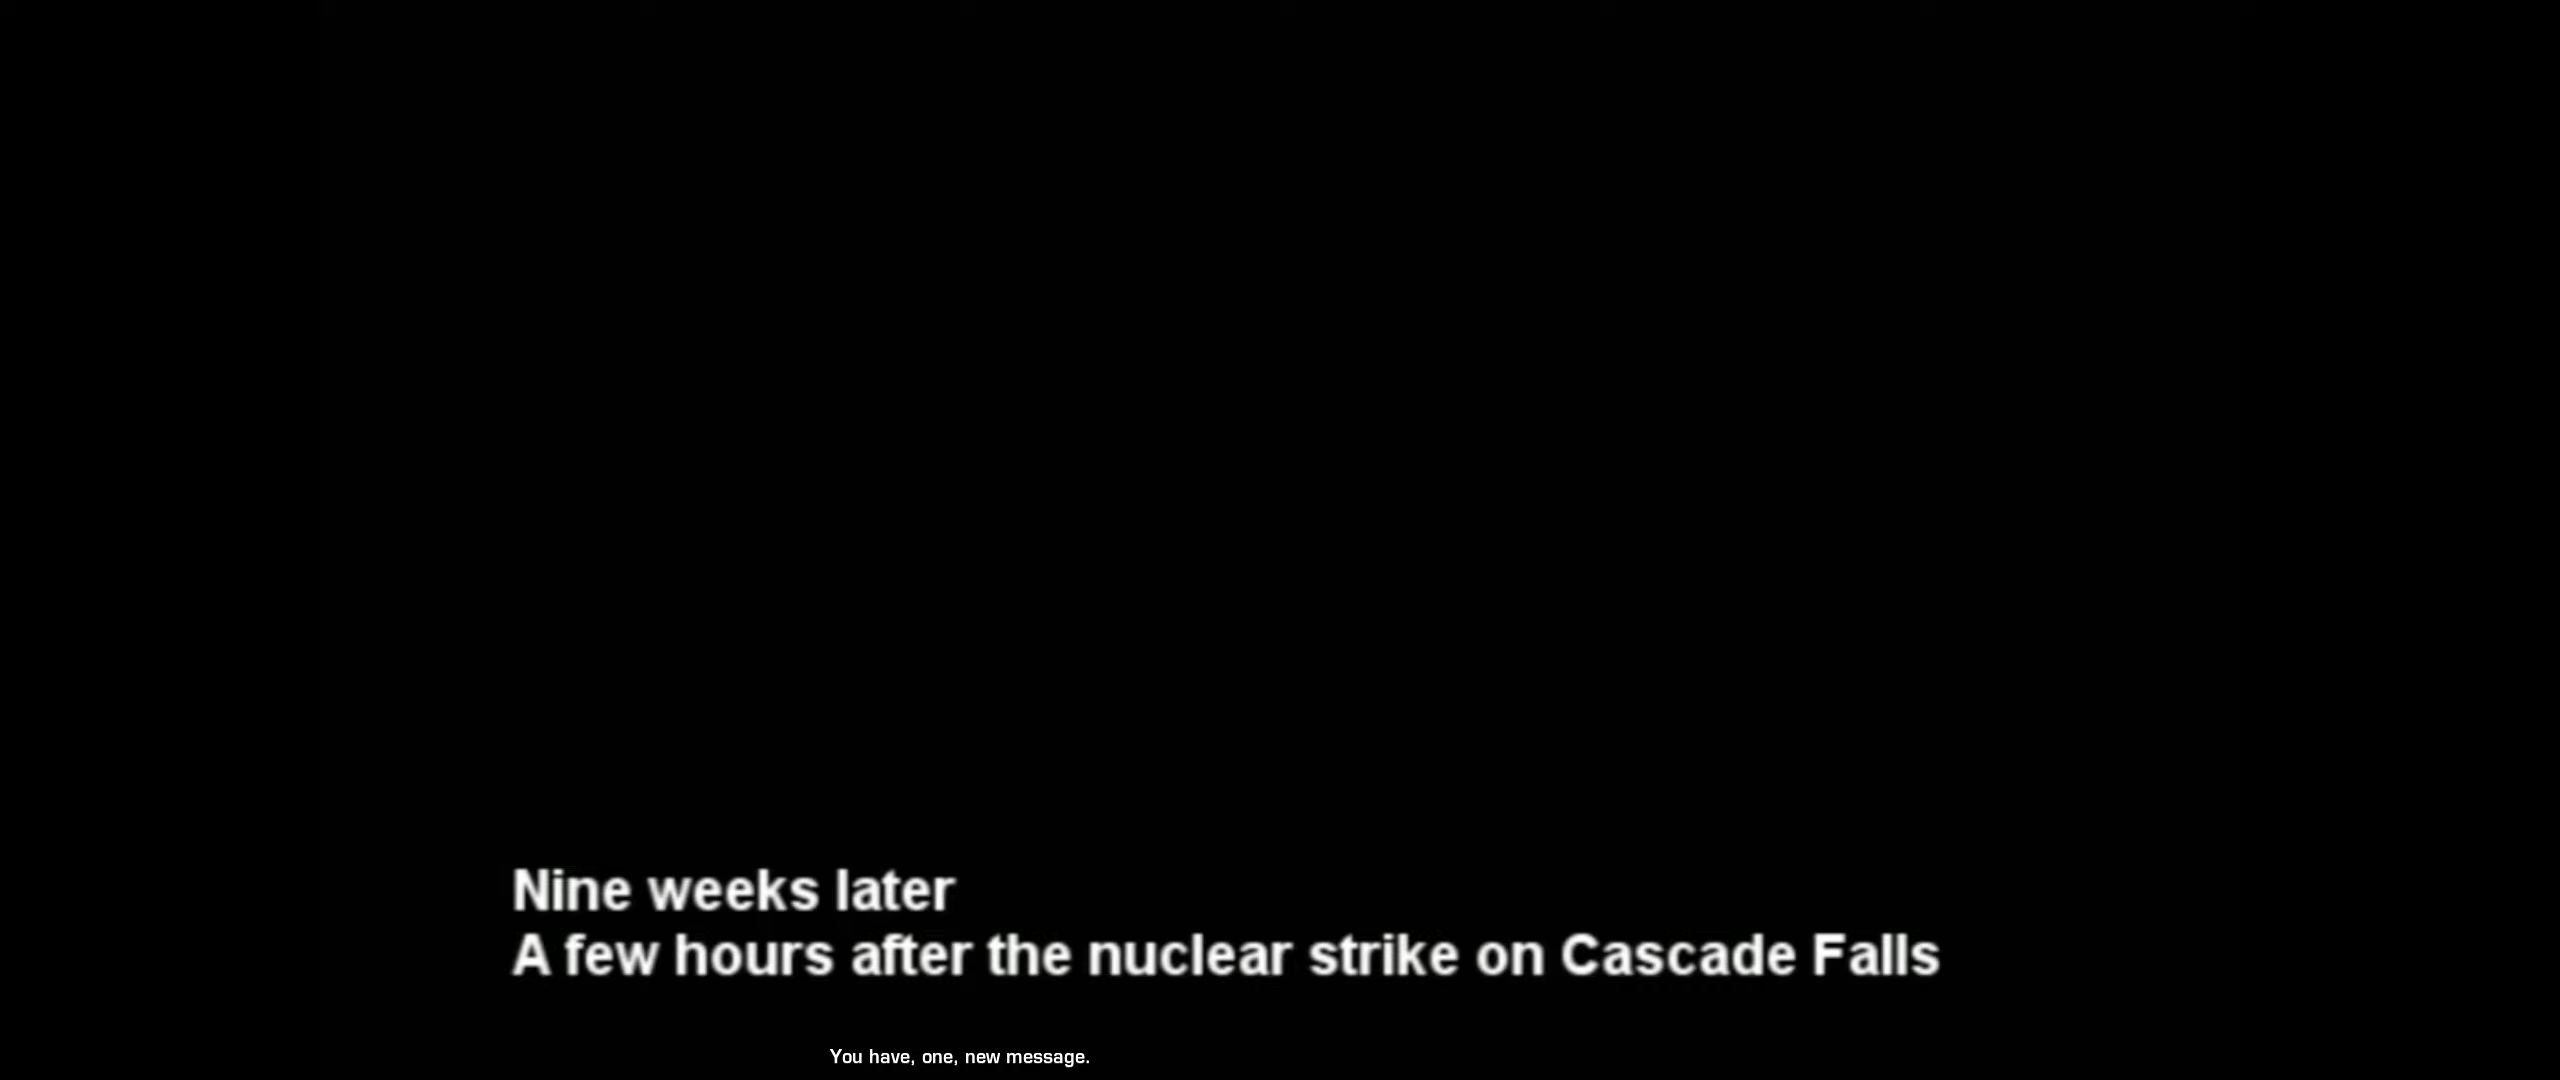 Nine weeks later
A few hours after the nuclear strike on Cascade Falls
You have, one, new message.